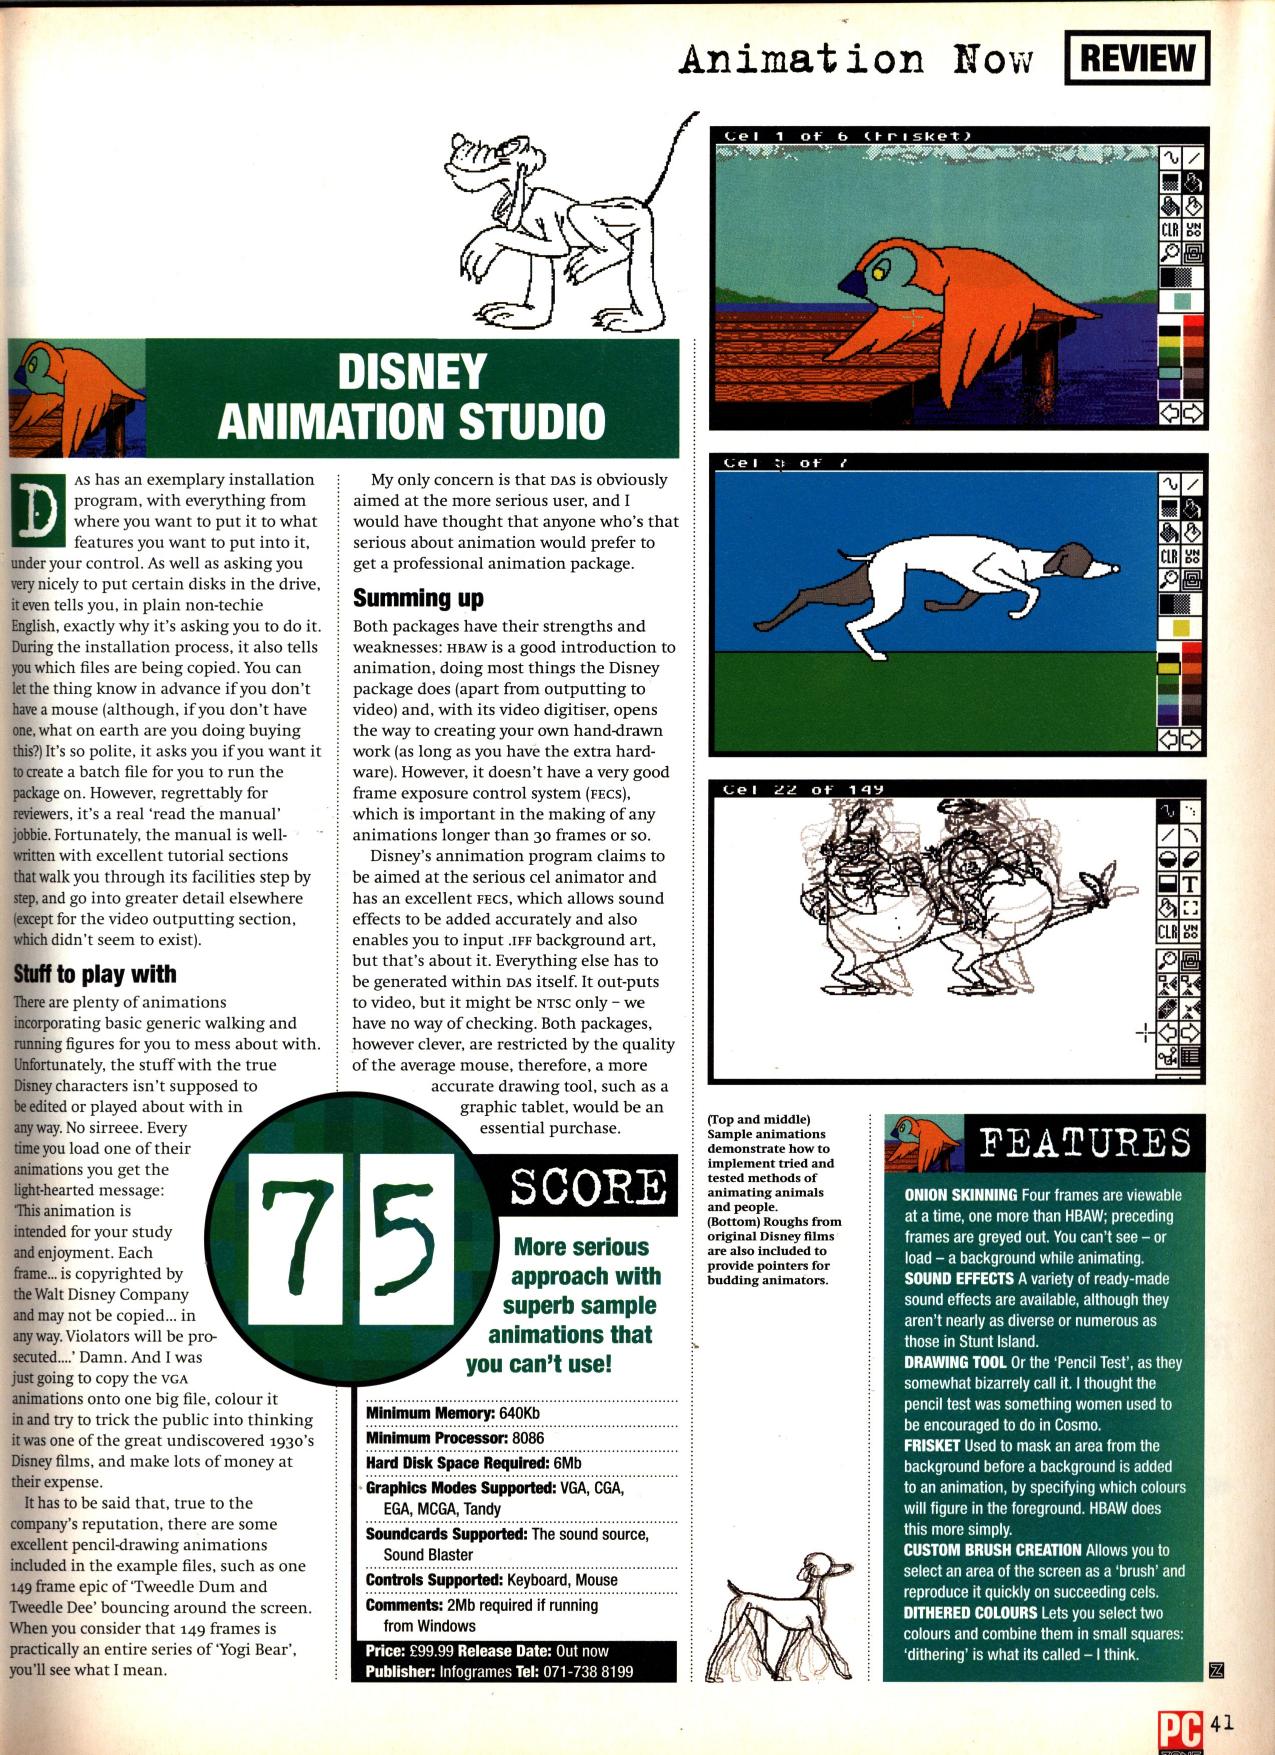 Animation Now REVIEW
Cel 1 of 6 (Frisket)
CLR UN DO
DISNEY
ANIMATION STUDIO
DAS has an exemplary installation
program, with everything from
where you want to put it to what
features you want to put into it,
under your control. As well as asking you
very nicely to put certain disks in the drive,
it even tells you, in plain non-techie
English, exactly why it's asking you to do it.
During the installation process, it also tells
you which files are being copied. You can
let the thing know in advance if you don't
have a mouse (although, if you don't have
one, what on earth are you doing buying
this?) It's so polite, it asks you if you want it
to create a batch file for you to run the
package on. However, regrettably for
reviewers, it's a real 'read the manual'
jobbie. Fortunately, the manual is well-
written with excellent tutorial sections
that walk you through its facilities step by
step, and go into greater detail elsewhere
(except for the video outputting section,
which didn't seem to exist).
Stuff to play with
There are plenty of animations
incorporating basic generic walking and
running figures for you to mess about with.
Unfortunately, the stuff with the true
Disney characters isn't supposed to
be edited or played about with in
any way. No sirreee. Every
time you load one of their
animations you get the
light-hearted message:
'This animation is
intended for your study
and enjoyment. Each
frame... is copyrighted by
the Walt Disney Company
and may not be copied... in
any way. Violators will be pro-
secuted....' Damn. And I was
just going to copy the VGA
animations onto one big file, colour it
in and try to trick the public into thinking
it was one of the great undiscovered 1930's
Disney films, and make lots of money at
their expense.
It has to be said that, true to the
company's reputation, there are some
excellent pencil-drawing animations
included in the example files, such as one
149 frame epic of 'Tweedle Dum and
Tweedle Dee' bouncing around the screen.
When you consider that 149 frames is
practically an entire series of 'Yogi Bear',
you'll see what I mean.
My only concern is that DAS is obviously
aimed at the more serious user, and I
would have thought that anyone who's that
serious about animation would prefer to
get a professional animation package.
Summing up
Both packages have their strengths and
weaknesses: HBAW is a good introduction to
animation, doing most things the Disney
package does (apart from outputting to
video) and, with its video digitiser, opens
the way to creating your own hand-drawn
work (as long as you have the extra hard-
ware). However, it doesn't have a very good
frame exposure control system (FECS),
which is important in the making of any
animations longer than 30 frames or so.
Disney's annimation program claims to
be aimed at the serious cel animator and
has an excellent FECS, which allows sound
effects to be added accurately and also
enables you to input .IFF background art,
but that's about it. Everything else has to
be generated within DAS itself. It out-puts
to video, but it might be NTSC only – we
have no way of checking. Both packages,
however clever, are restricted by the quality
of the average mouse, therefore, a more
accurate drawing tool, such as a
graphic tablet, would be an
essential purchase.
75
SCORE
More serious
approach with
superb sample
animations that
you can't use!
Minimum Memory: 640Kb
Minimum Processor: 8086
Hard Disk Space Required: 6Mb
Graphics Modes Supported: VGA, CGA,
EGA, MCGA, Tandy
Soundcards Supported: The sound source,
Sound Blaster
Controls Supported: Keyboard, Mouse
Comments: 2Mb required if running
from Windows
Price: £99.99 Release Date: Out now
Publisher: Infogrames Tel: 071-738 8199
Cel 5 of 7
CLR UN DO
Cel 22 of 149
T
CLR UN DO
(Top and middle)
Sample animations
demonstrate how to
implement tried and
tested methods of
animating animals
and people.
(Bottom) Roughs from
original Disney films
are also included to
provide pointers for
budding animators.
FEATURES
ONION SKINNING Four frames are viewable
at a time, one more than HBAW; preceding
frames are greyed out. You can't see – or
load – a background while animating.
SOUND EFFECTS A variety of ready-made
sound effects are available, although they
aren't nearly as diverse or numerous as
those in Stunt Island.
DRAWING TOOL Or the 'Pencil Test', as they
somewhat bizarrely call it. I thought the
pencil test was something women used to
be encouraged to do in Cosmo.
FRISKET Used to mask an area from the
background before a background is added
to an animation, by specifying which colours
will figure in the foreground. HBAW does
this more simply.
CUSTOM BRUSH CREATION Allows you to
select an area of the screen as a 'brush' and
reproduce it quickly on succeeding cels.
DITHERED COLOURS Lets you select two
colours and combine them in small squares:
'dithering' is what its called – I think.
Z
PC 41